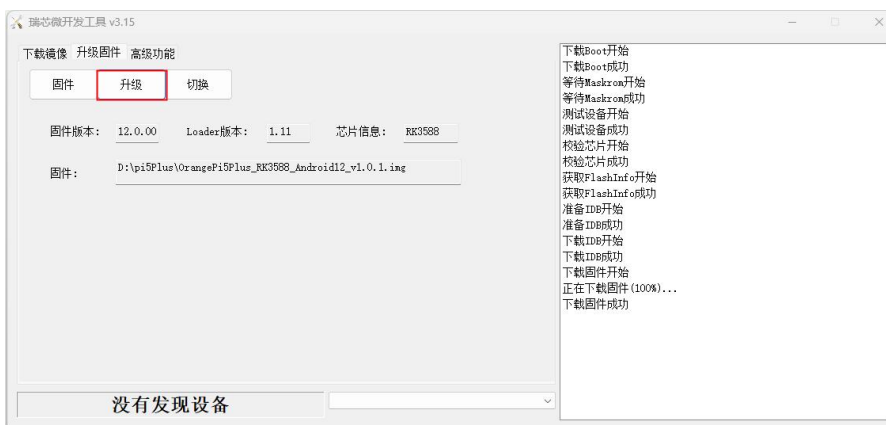 瑞芯微开发工具 v3.15
下载镜像 升级固件 高级功能
固件 升级 切换
固件版本: 12.0.00 Loader版本: 1.11 芯片信息: RK3588
固件: D:\pi5Plus\OrangePi5Plus_RK3588_Android12_v1.0.1.img
没有发现设备
下载Boot开始
下载Boot成功
等待Maskrom开始
等待Maskrom成功
测试设备开始
测试设备成功
校验芯片开始
校验芯片成功
获取FlashInfo开始
获取FlashInfo成功
准备IDB开始
准备IDB成功
下载IDB开始
下载IDB成功
下载固件开始
正在下载固件(100%)...
下载固件成功